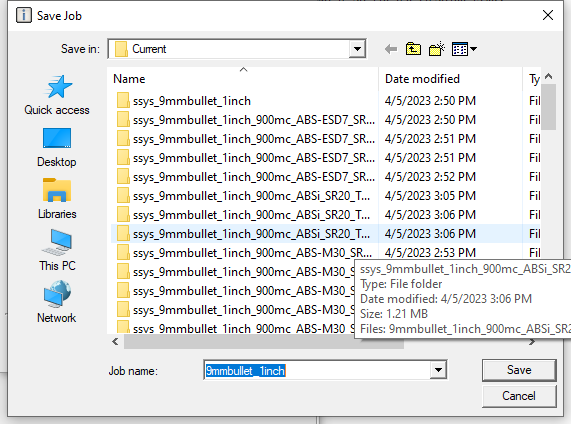 Save Job
Save in: Current
Name Date modified Ty
ssys_9mmbullet_1inch 4/5/2023 2:50 PM Fil
ssys_9mmbullet_1inch_900mc_ABS-ESD7_SR... 4/5/2023 2:50 PM Fil
ssys_9mmbullet_1inch_900mc_ABS-ESD7_SR... 4/5/2023 2:51 PM Fil
ssys_9mmbullet_1inch_900mc_ABS-ESD7_SR... 4/5/2023 2:51 PM Fil
ssys_9mmbullet_1inch_900mc_ABS-ESD7_SR... 4/5/2023 2:52 PM Fil
ssys_9mmbullet_1inch_900mc_ABSi_SR20_T... 4/5/2023 3:05 PM Fil
ssys_9mmbullet_1inch_900mc_ABSi_SR20_T... 4/5/2023 3:06 PM Fil
ssys_9mmbullet_1inch_900mc_ABSi_SR20_T... 4/5/2023 3:06 PM Fil
ssys_9mmbullet_1inch_900mc_ABS-M30_SR... 4/5/2023 2:53 PM Fil
ssys_9mmbullet_1inch_900mc_ABS-M30_S
ssys_9mmbullet_1inch_900mc_ABS-M30_S
ssys_9mmbullet_1inch_900mc_ABS-M30_S
ssys_9mmbullet_1inch_900mc_ABS-M30_S
Quick access
Desktop
Libraries
This PC
Network
ssys_9mmbullet_1inch_900mc_ABSi_SR2
Type: File folder
Date modified: 4/5/2023 3:06 PM
Size: 1.21 MB
Files: 9mmbullet_1inch_900mc_ABSi_SR
Job name: 9mmbullet_1inch
Save
Cancel